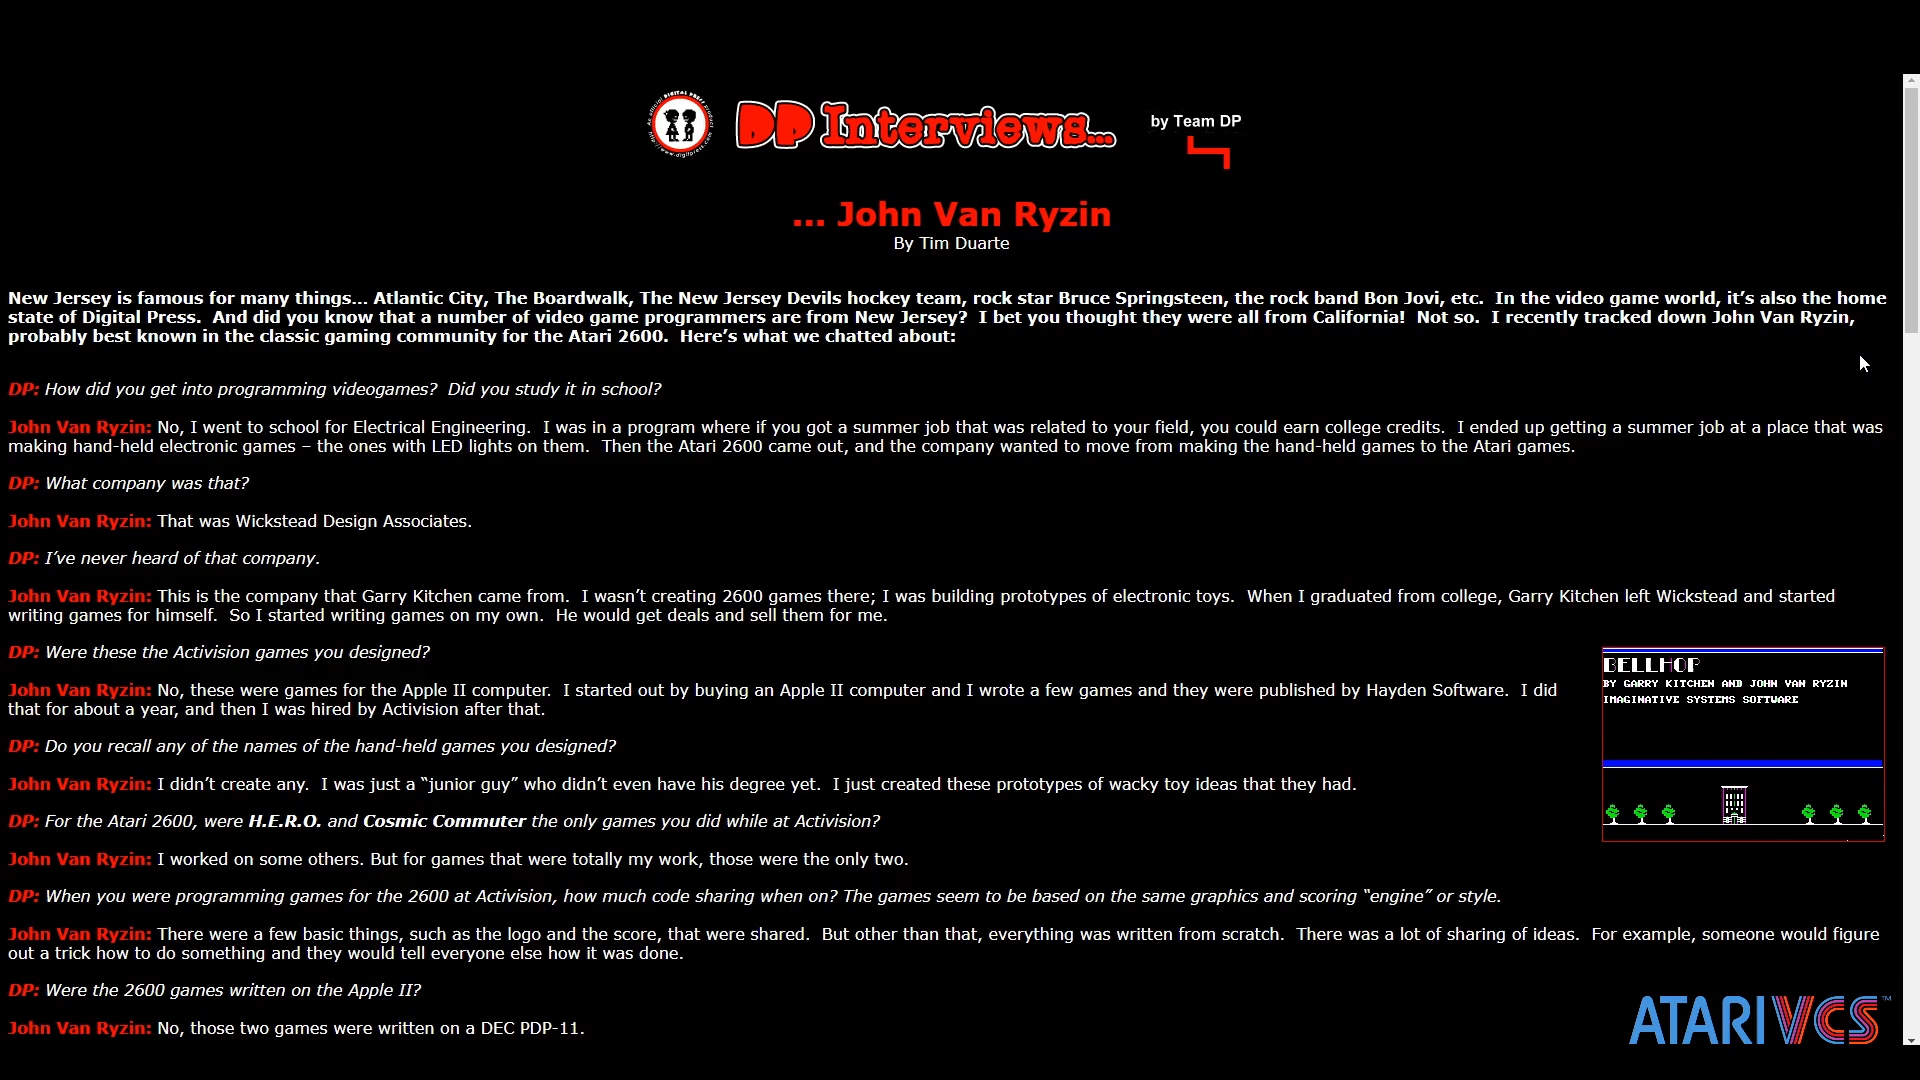 DP Interviews...
by Team DP
... John Van Ryzin
By Tim Duarte
New Jersey is famous for many things... Atlantic City, The Boardwalk, The New Jersey Devils hockey team, rock star Bruce Springsteen, the rock band Bon Jovi, etc.  In the video game world, it’s also the home
state of Digital Press.  And did you know that a number of video game programmers are from New Jersey?  I bet you thought they were all from California!  Not so.  I recently tracked down John Van Ryzin,
probably best known in the classic gaming community for the Atari 2600.  Here’s what we chatted about:
DP: How did you get into programming videogames?  Did you study it in school?
John Van Ryzin: No, I went to school for Electrical Engineering.  I was in a program where if you got a summer job that was related to your field, you could earn college credits.  I ended up getting a summer job at a place that was
making hand-held electronic games – the ones with LED lights on them.  Then the Atari 2600 came out, and the company wanted to move from making the hand-held games to the Atari games.
DP: What company was that?
John Van Ryzin: That was Wickstead Design Associates.
DP: I’ve never heard of that company.
John Van Ryzin: This is the company that Garry Kitchen came from.  I wasn’t creating 2600 games there; I was building prototypes of electronic toys.  When I graduated from college, Garry Kitchen left Wickstead and started
writing games for himself.  So I started writing games on my own.  He would get deals and sell them for me.
DP: Were these the Activision games you designed?
John Van Ryzin: No, these were games for the Apple II computer.  I started out by buying an Apple II computer and I wrote a few games and they were published by Hayden Software.  I did
that for about a year, and then I was hired by Activision after that.
BELLHOP
BY GARRY KITCHEN AND JOHN VAN RYZIN
IMAGINATIVE SYSTEMS SOFTWARE
DP: Do you recall any of the names of the hand-held games you designed?
John Van Ryzin: I didn’t create any.  I was just a “junior guy” who didn’t even have his degree yet.  I just created these prototypes of wacky toy ideas that they had.
DP: For the Atari 2600, were H.E.R.O. and Cosmic Commuter the only games you did while at Activision?
John Van Ryzin: I worked on some others. But for games that were totally my work, those were the only two.
DP: When you were programming games for the 2600 at Activision, how much code sharing when on? The games seem to be based on the same graphics and scoring “engine” or style.
John Van Ryzin: There were a few basic things, such as the logo and the score, that were shared.  But other than that, everything was written from scratch.  There was a lot of sharing of ideas.  For example, someone would figure
out a trick how to do something and they would tell everyone else how it was done.
DP: Were the 2600 games written on the Apple II?
John Van Ryzin: No, those two games were written on a DEC PDP-11.
ATARI VCS™